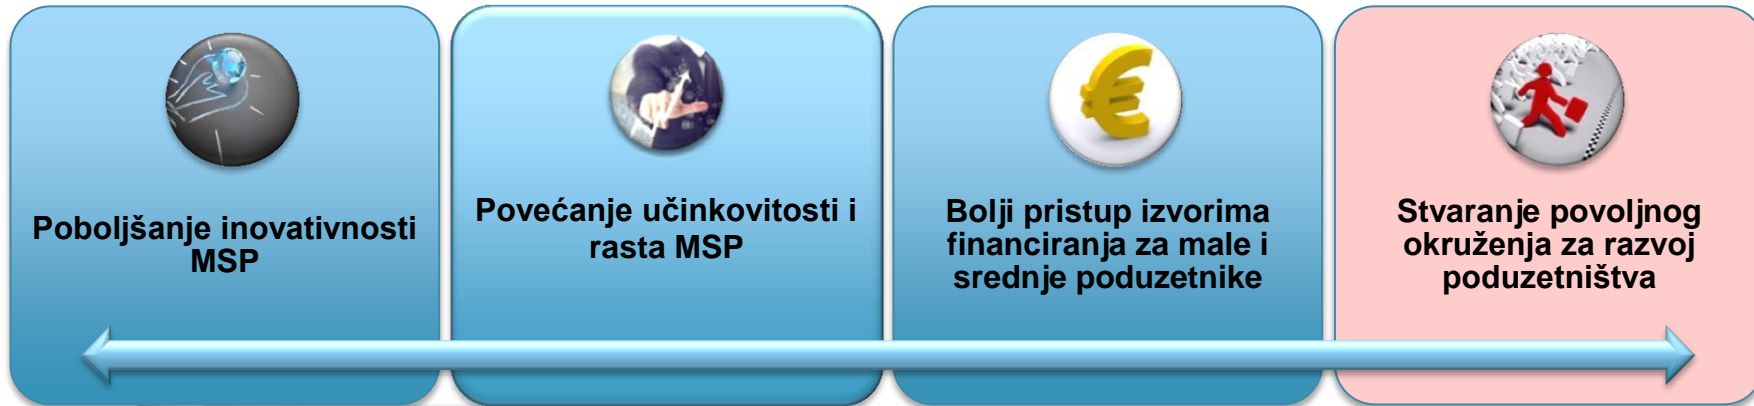 Poboljšanje inovativnosti
MSP
Povećanje učinkovitosti i
rasta MSP
Bolji pristup izvorima
financiranja za male i
srednje poduzetnike
Stvaranje povoljnog
okruženja za razvoj
poduzetništva